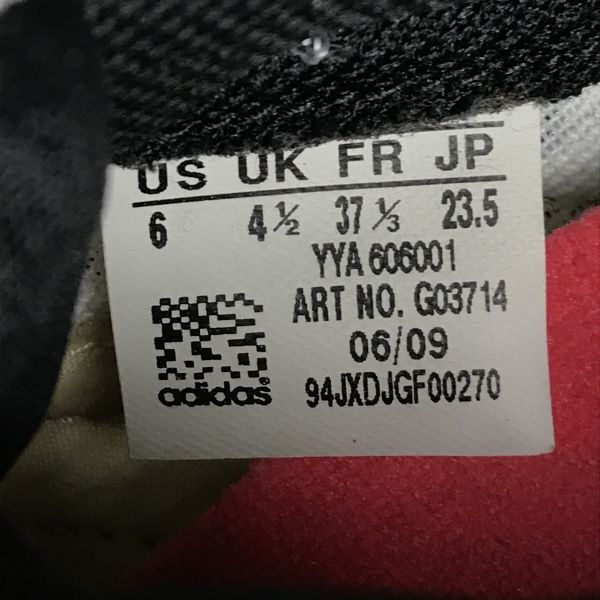 US UK FR JP
6 4½ 37⅓ 23.5
YYA 606001
ART NO. G03714
06/09
adidas 94JXDJGF00270